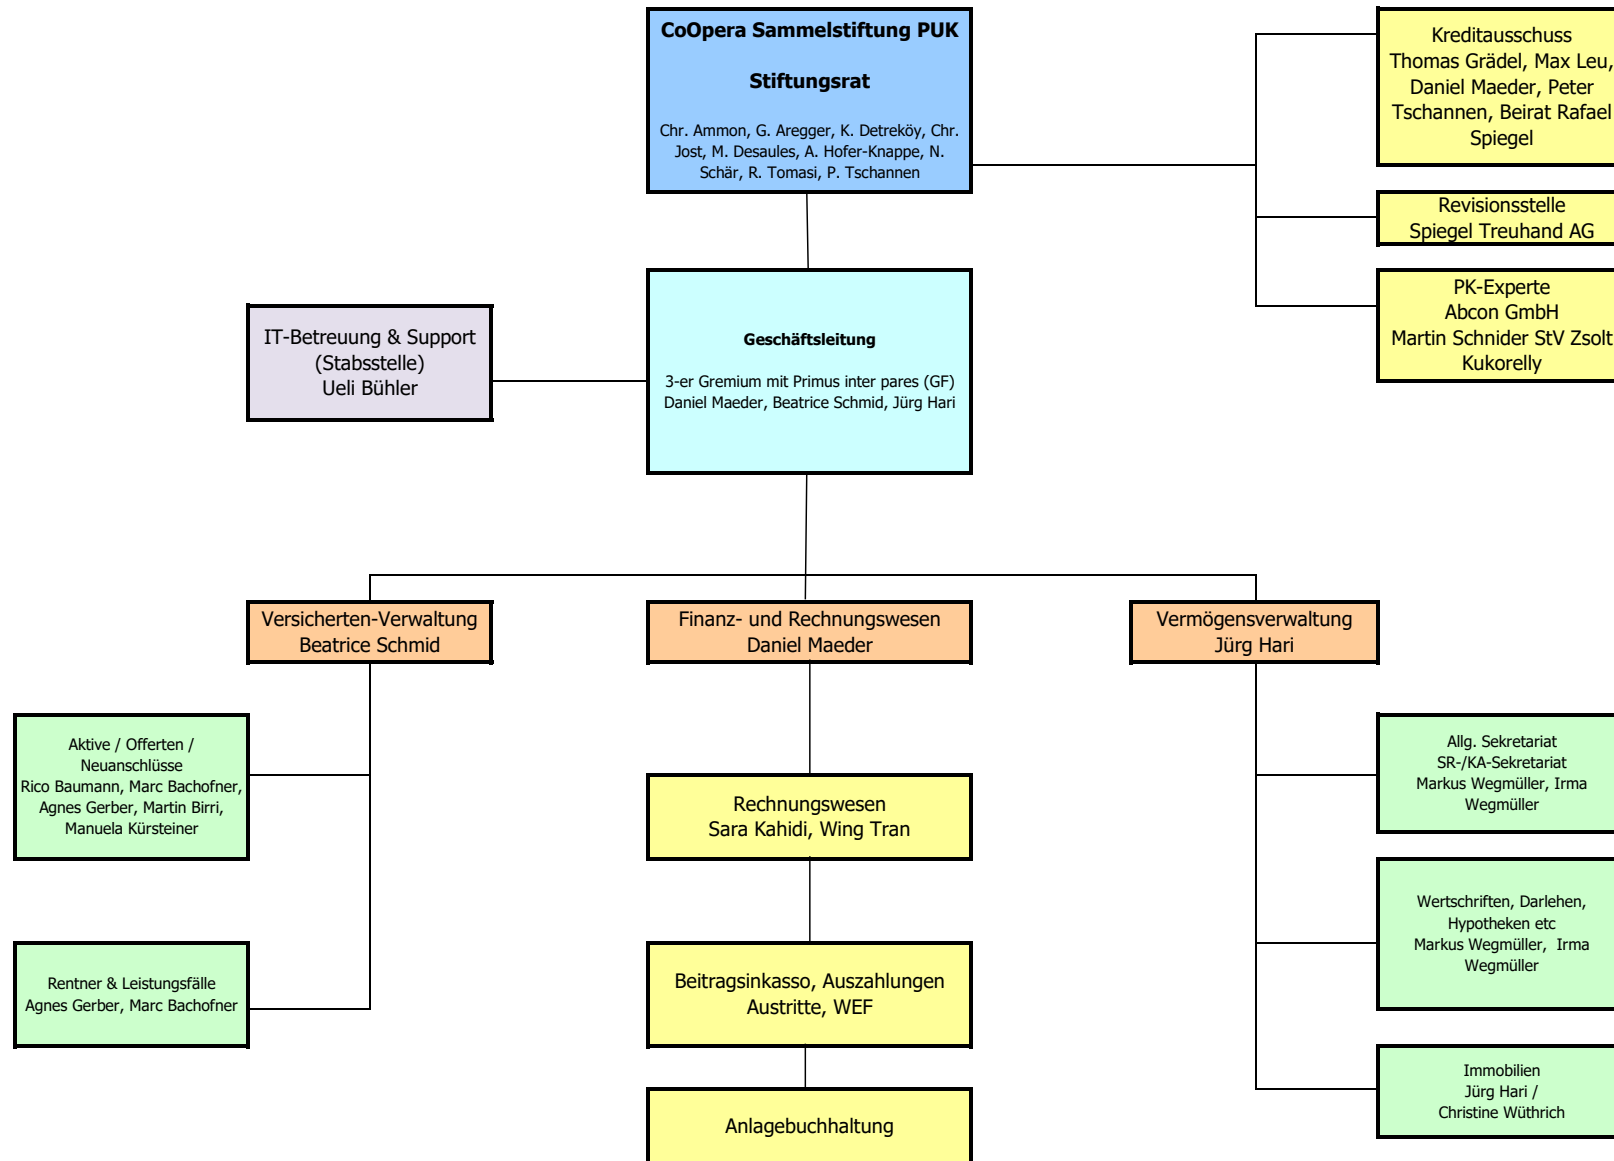 CoOpera Sammelstiftung PUK
Stiftungsrat
Chr. Ammon, G. Aregger, K. Detreköy, Chr.
Jost, M. Desaules, A. Hofer-Knappe, N.
Schär, R. Tomasi, P. Tschannen
Kreditausschuss
Thomas Grädel, Max Leu,
Daniel Maeder, Peter
Tschannen, Beirat Rafael
Spiegel
Revisionsstelle
Spiegel Treuhand AG
PK-Experte
Abcon GmbH
Martin Schnider StV Zsolt
Kukorelly
IT-Betreuung & Support
(Stabsstelle)
Ueli Bühler
Geschäftsleitung
3-er Gremium mit Primus inter pares (GF)
Daniel Maeder, Beatrice Schmid, Jürg Hari
Versicherten-Verwaltung
Beatrice Schmid
Finanz- und Rechnungswesen
Daniel Maeder
Vermögensverwaltung
Jürg Hari
Aktive / Offerten /
Neuanschlüsse
Rico Baumann, Marc Bachofner,
Agnes Gerber, Martin Birri,
Manuela Kürsteiner
Rentner & Leistungsfälle
Agnes Gerber, Marc Bachofner
Rechnungswesen
Sara Kahidi, Wing Tran
Beitragsinkasso, Auszahlungen
Austritte, WEF
Anlagebuchhaltung
Allg. Sekretariat
SR-/KA-Sekretariat
Markus Wegmüller, Irma
Wegmüller
Wertschriften, Darlehen,
Hypotheken etc
Markus Wegmüller, Irma
Wegmüller
Immobilien
Jürg Hari /
Christine Wüthrich